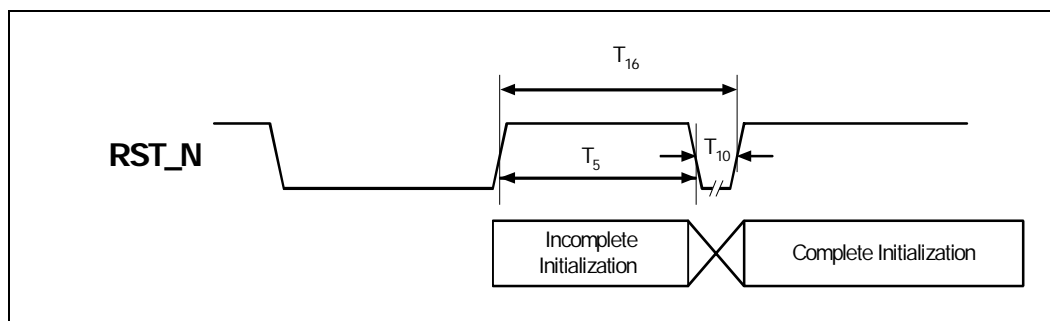 T16
RST_N
T10
T5
Incomplete
Initialization
Complete Initialization